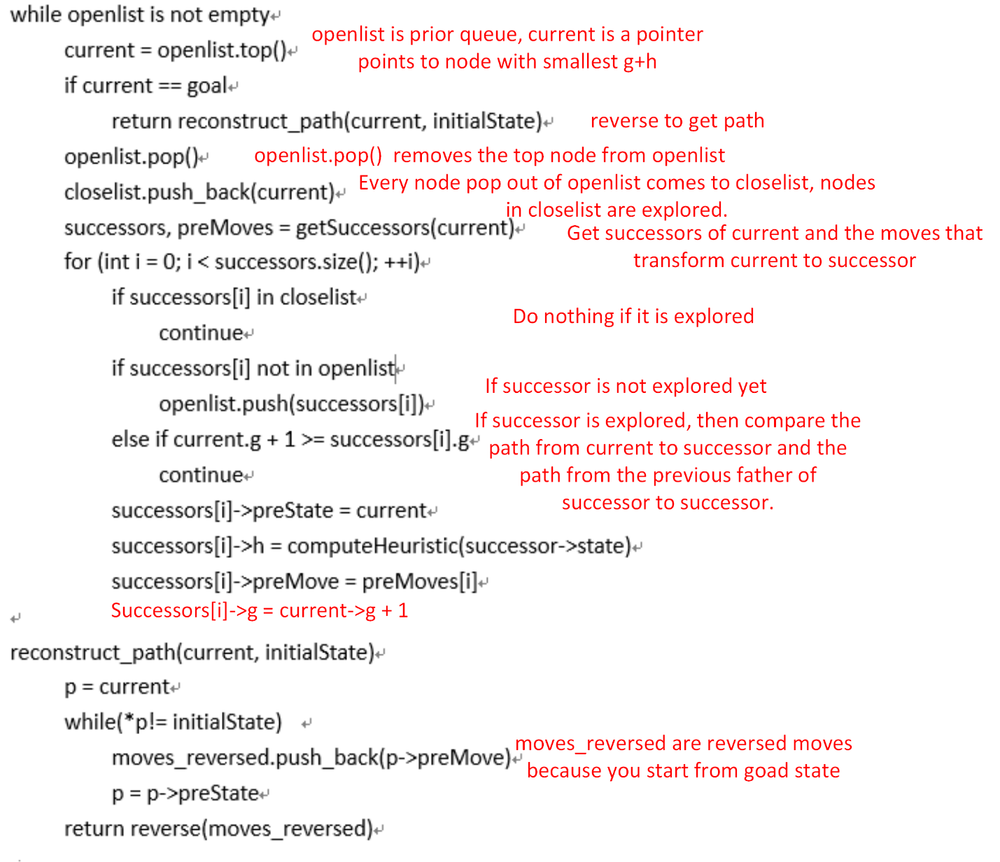 while openlist is not empty
openlist is prior queue, current is a pointer
current = openlist.top()
points to node with smallest g+h
if current == goal
return reconstruct_path(current, initialState)
reverse to get path
openlist.pop()
openlist.pop()  removes the top node from openlist
Every node pop out of openlist comes to closelist, nodes
closelist.push_back(current)
in closelist are explored.
successors, preMoves = getSuccessors(current)
Get successors of current and the moves that
transform current to successor
for (int i = 0; i < successors.size(); ++i)
if successors[i] in closelist
Do nothing if it is explored
continue
if successors[i] not in openlist
If successor is not explored yet
openlist.push(successors[i])
If successor is explored, then compare the
else if current.g + 1 >= successors[i].g
path from current to successor and the
continue
path from the previous father of
successor to successor.
successors[i]->preState = current
successors[i]->h = computeHeuristic(successor->state)
successors[i]->preMove = preMoves[i]
Successors[i]->g = current->g + 1
reconstruct_path(current, initialState)
p = current
while(*p!= initialState)
moves_reversed are reversed moves
moves_reversed.push_back(p->preMove)
because you start from goad state
p = p->preState
return reverse(moves_reversed)